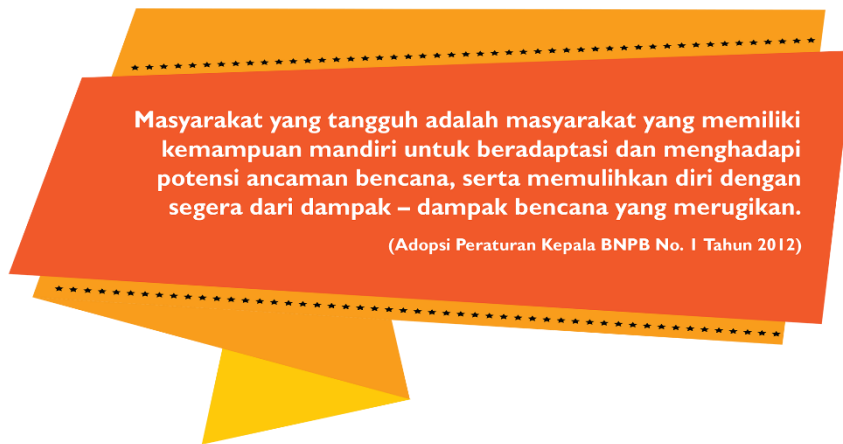 Masyarakat yang tangguh adalah masyarakat yang memiliki
kemampuan mandiri untuk beradaptasi dan menghadapi
potensi ancaman bencana, serta memulihkan diri dengan
segera dari dampak – dampak bencana yang merugikan.
(Adopsi Peraturan Kepala BNPB No. 1 Tahun 2012)